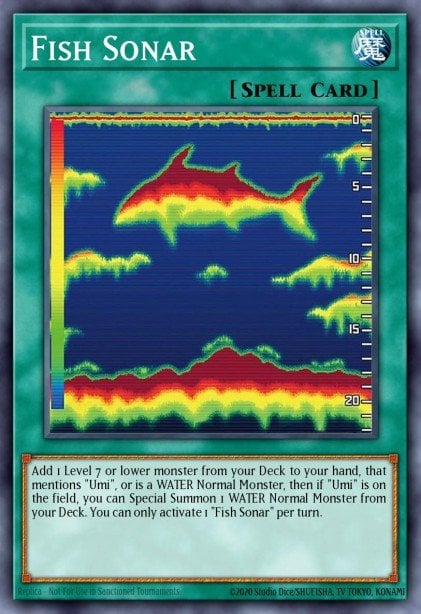 Fish Sonar
SPELL
魔
[Spell Card]
0
5
10
15
20
Add 1 Level 7 or lower monster from your Deck to your hand, that
mentions "Umi", or is a WATER Normal Monster, then if "Umi" is on
the field, you can Special Summon 1 WATER Normal Monster from
your Deck. You can only activate 1 "Fish Sonar" per turn.
Replica - Not For Use in Sanctioned Tournaments
©2020 Studio Dice/SHUEISHA, TV TOKYO, KONAMI